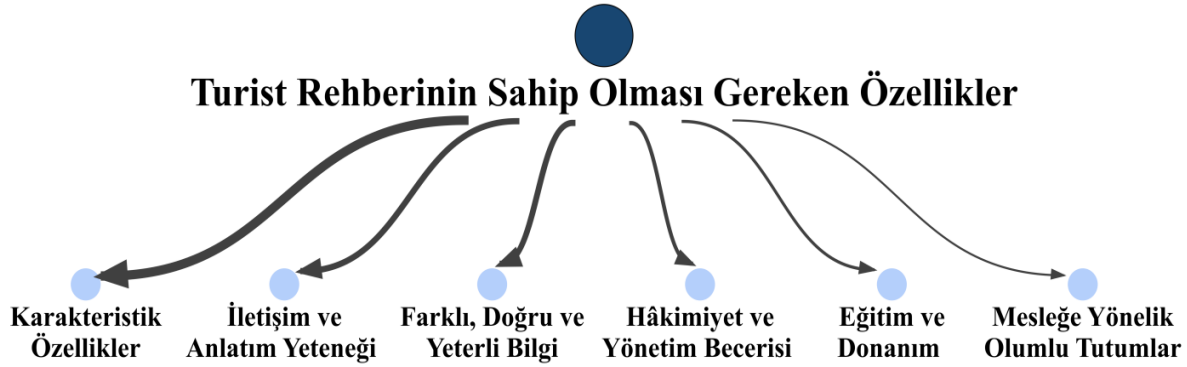 Turist Rehberinin Sahip Olması Gereken Özellikler
Karakteristik
Özellikler
İletişim ve
Anlatım Yeteneği
Farklı, Doğru ve
Yeterli Bilgi
Hâkimiyet ve
Yönetim Becerisi
Eğitim ve
Donanım
Mesleğe Yönelik
Olumlu Tutumlar